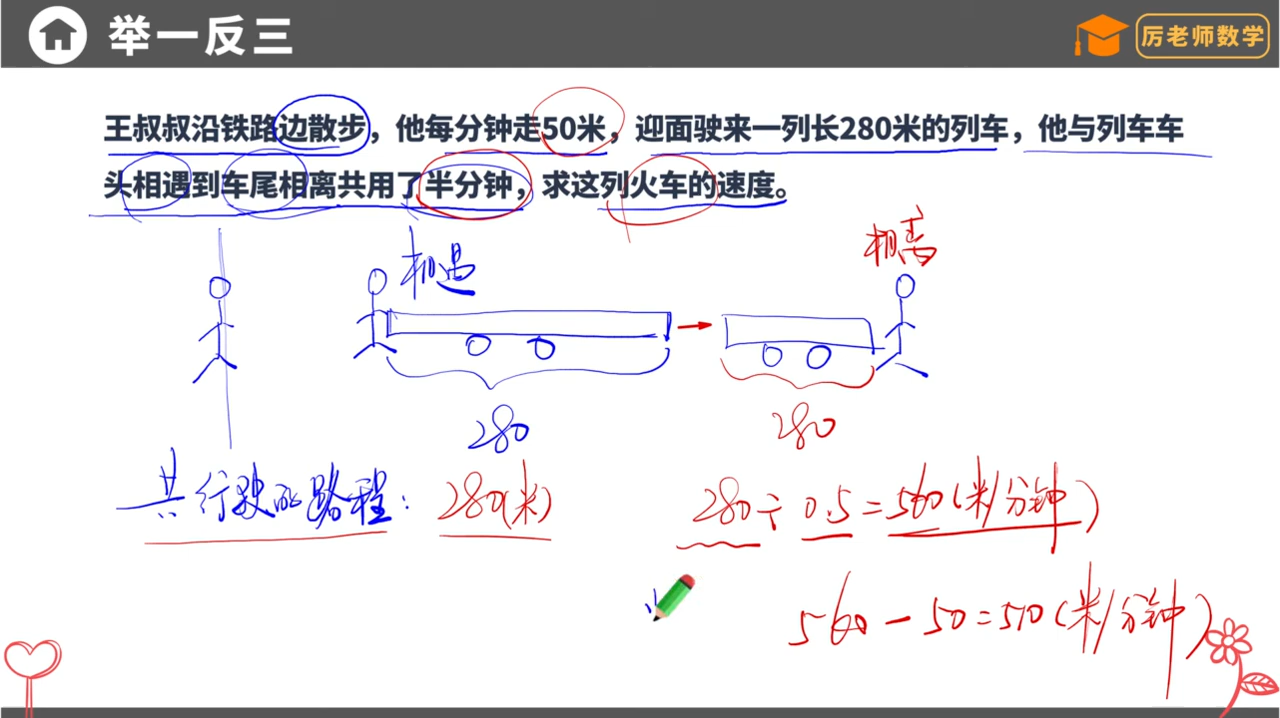 举一反三
厉老师数学
王叔叔沿铁路边散步，他每分钟走50米，迎面驶来一列长280米的列车，他与列车车
头相遇到车尾相离共用了半分钟，求这列火车的速度。
相遇
相离
280
280
共行驶的路程：280(米)
280÷0.5=560(米/分钟)
560-50=510(米/分钟)